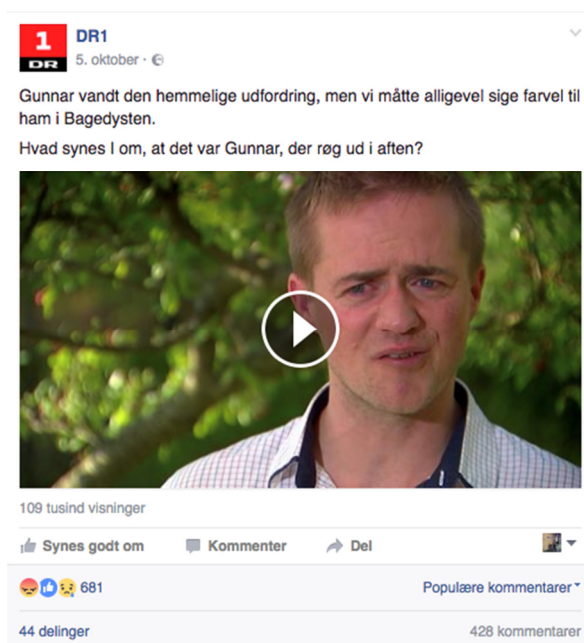 1
DR
DR1
5. oktober ·
Gunnar vandt den hemmelige udfordring, men vi måtte alligevel sige farvel til
ham i Bagedysten.
Hvad synes I om, at det var Gunnar, der røg ud i aften?
109 tusind visninger
Synes godt om Kommenter Del
681 Populære kommentarer
44 delinger 428 kommentarer